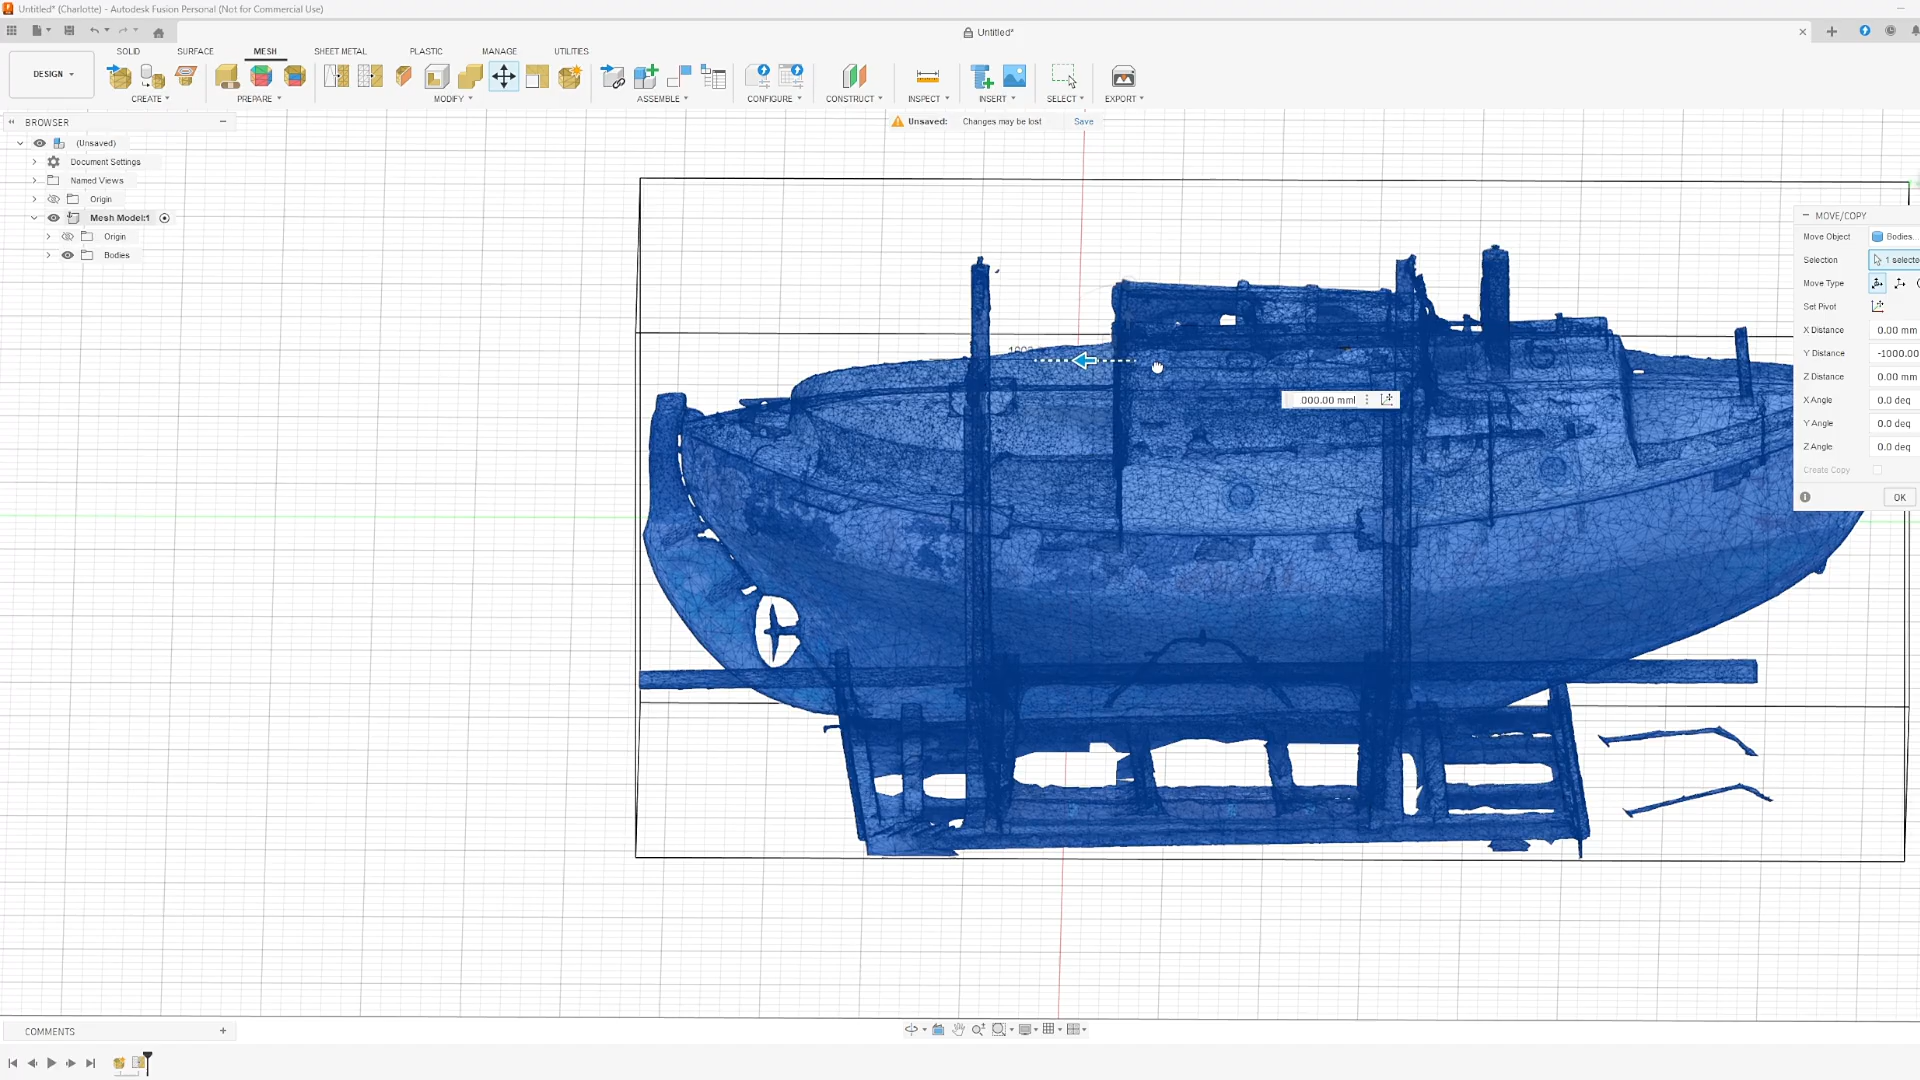 Untitled* (Charlotte) - Autodesk Fusion Personal (Not for Commercial Use)
Untitled*
SOLID SURFACE MESH SHEET METAL PLASTIC MANAGE UTILITIES
DESIGN
CREATE PREPARE MODIFY ASSEMBLE CONFIGURE CONSTRUCT INSPECT INSERT SELECT EXPORT
BROWSER
Unsaved: Changes may be lost Save
(Unsaved)
Document Settings
Named Views
Origin
Mesh Model:1
Origin
Bodies
MOVE/COPY
Move Object Bodies...
Selection 1 selecte
Move Type
Set Pivot
X Distance 0.00 mm
Y Distance -1000.00
Z Distance 0.00 mm
X Angle 0.0 deg
Y Angle 0.0 deg
Z Angle 0.0 deg
Create Copy
OK
000.00 mm
COMMENTS